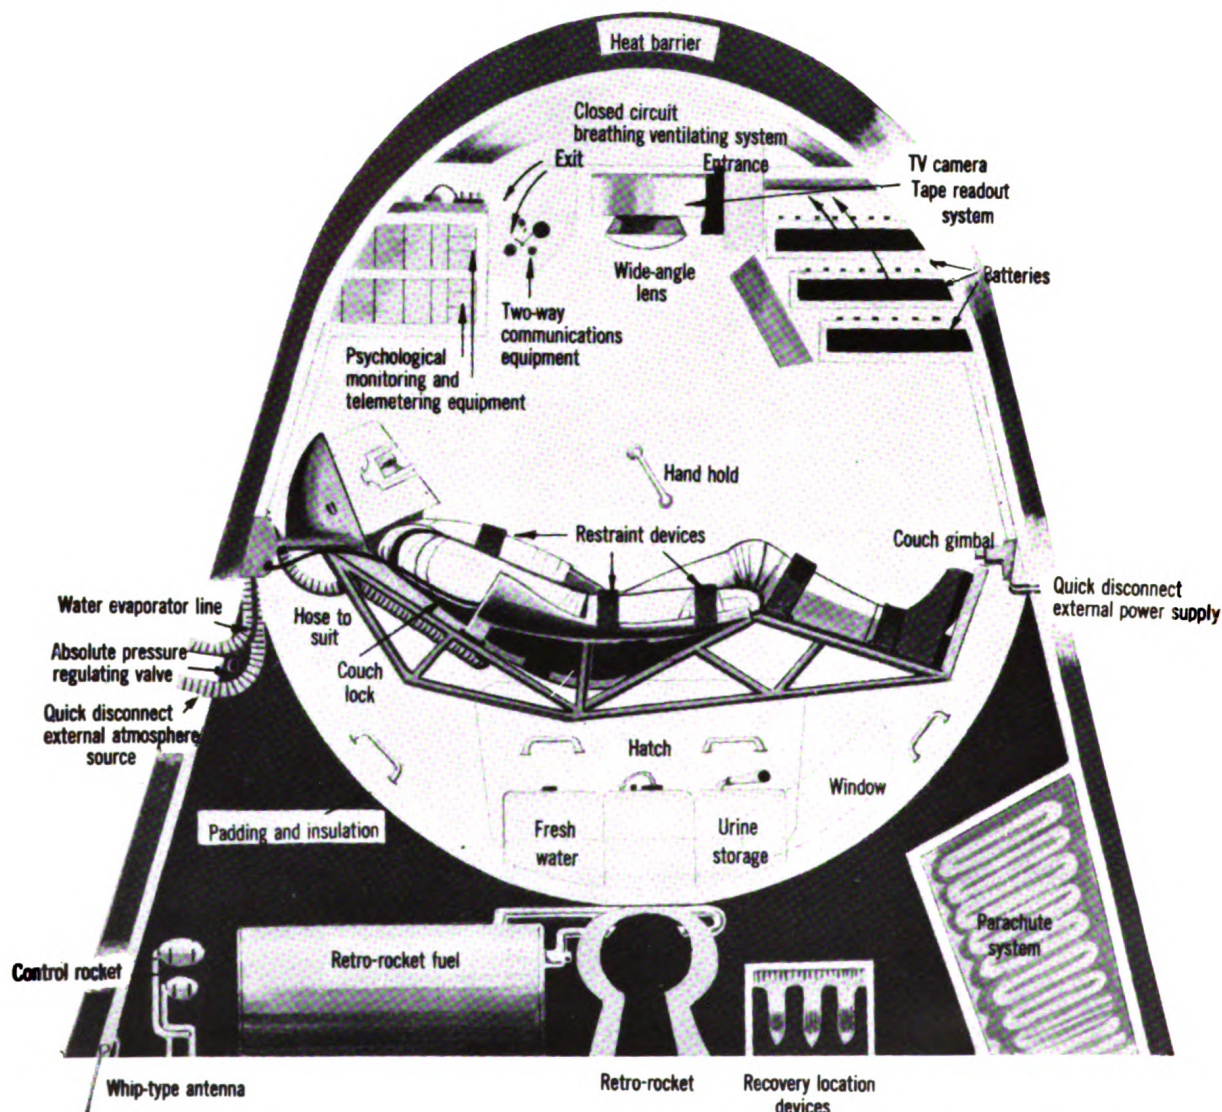 Heat barrier
Closed circuit
breathing ventilating system
Exit
Entrance
TV camera
Tape readout
system
Wide-angle
lens
Batteries
Two-way
communications
equipment
Psychological
monitoring and
telemetering equipment
Hand hold
Restraint devices
Couch gimbal
Quick disconnect
external power supply
Water evaporator line
Hose to
suit
Absolute pressure
regulating valve
Couch
lock
Quick disconnect
external atmosphere
source
Hatch
Window
Padding and insulation
Fresh
water
Urine
storage
Parachute
system
Control rocket
Retro-rocket fuel
Whip-type antenna
Retro-rocket
Recovery location
devices